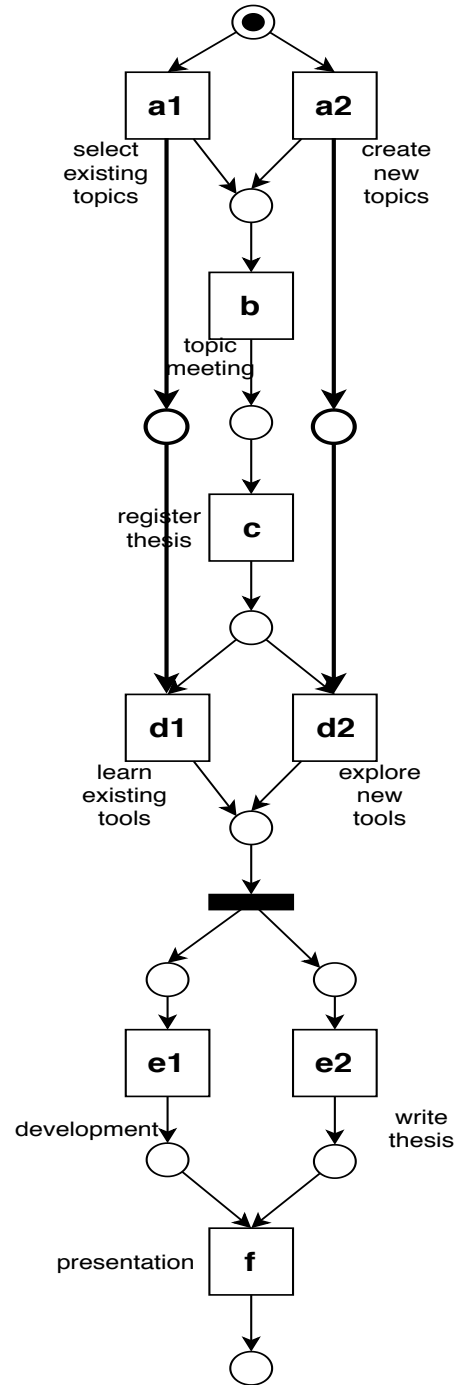 a1
a2
select
existing
topics
create
new
topics
b
topic
meeting
register
thesis
c
d1
d2
learn
existing
tools
explore
new
tools
e1
e2
development
write
thesis
presentation
f